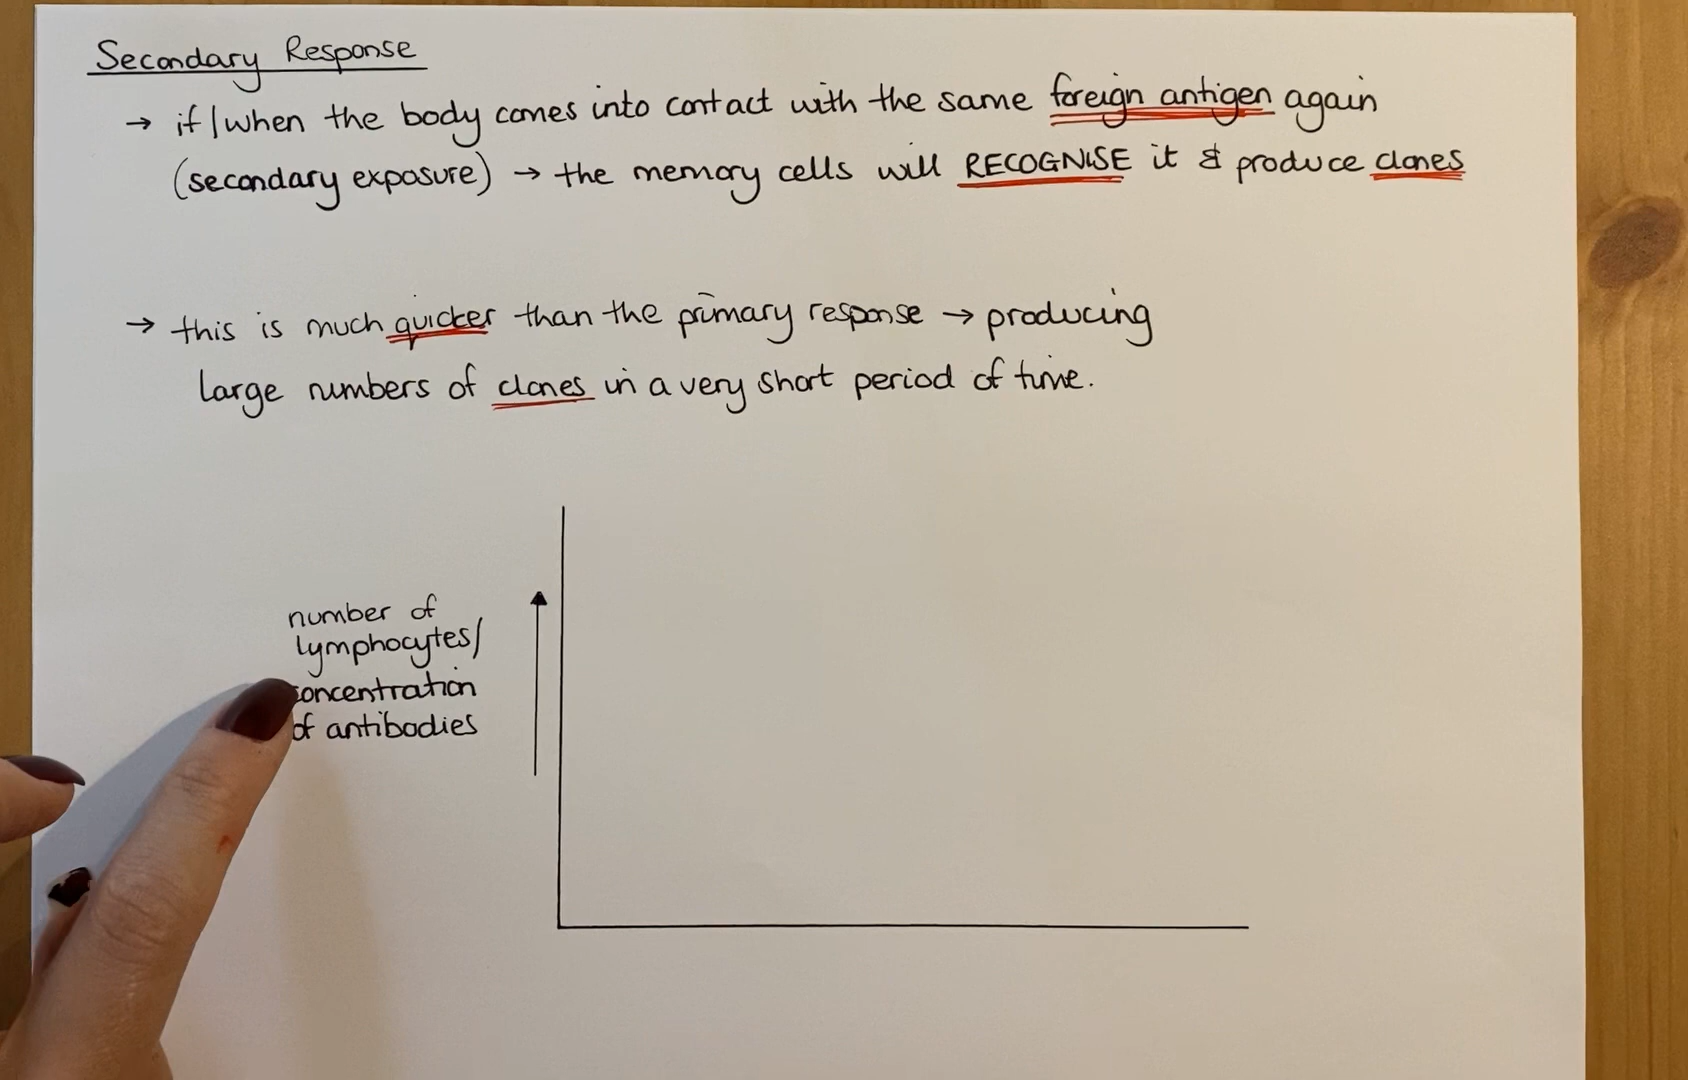 Secondary Response
→ if/when the body comes into contact with the same foreign antigen again
(secondary exposure) → the memory cells will RECOGNISE it & produce clones
→ this is much quicker than the primary response → producing
large numbers of clones in a very short period of time.
number of
lymphocytes/
concentration
of antibodies